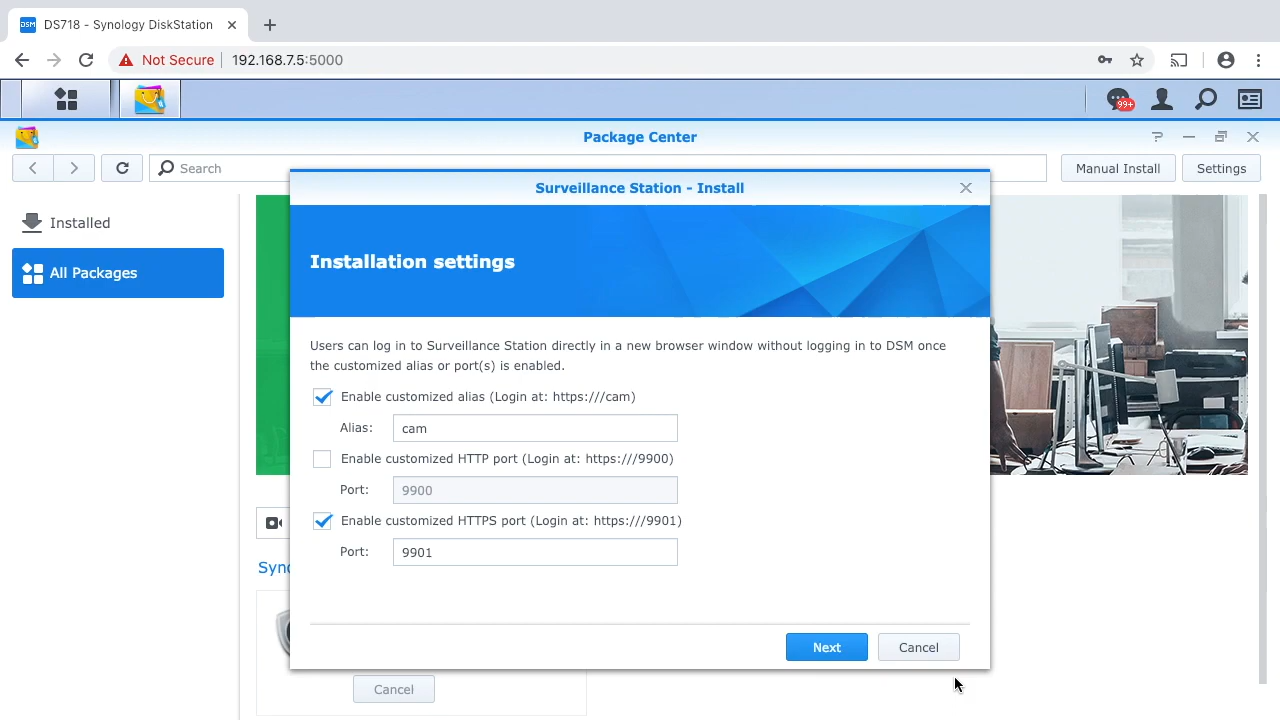 DSM DS718 - Synology DiskStation
Not Secure 192.168.7.5:5000
99+
Package Center
Search
Manual Install
Settings
Surveillance Station - Install
Installed
All Packages
Installation settings
Users can log in to Surveillance Station directly in a new browser window without logging in to DSM once
the customized alias or port(s) is enabled.
Enable customized alias (Login at: https:///cam)
Alias: cam
Enable customized HTTP port (Login at: https:///9900)
Port: 9900
Enable customized HTTPS port (Login at: https:///9901)
Port: 9901
Syno
Next
Cancel
Cancel